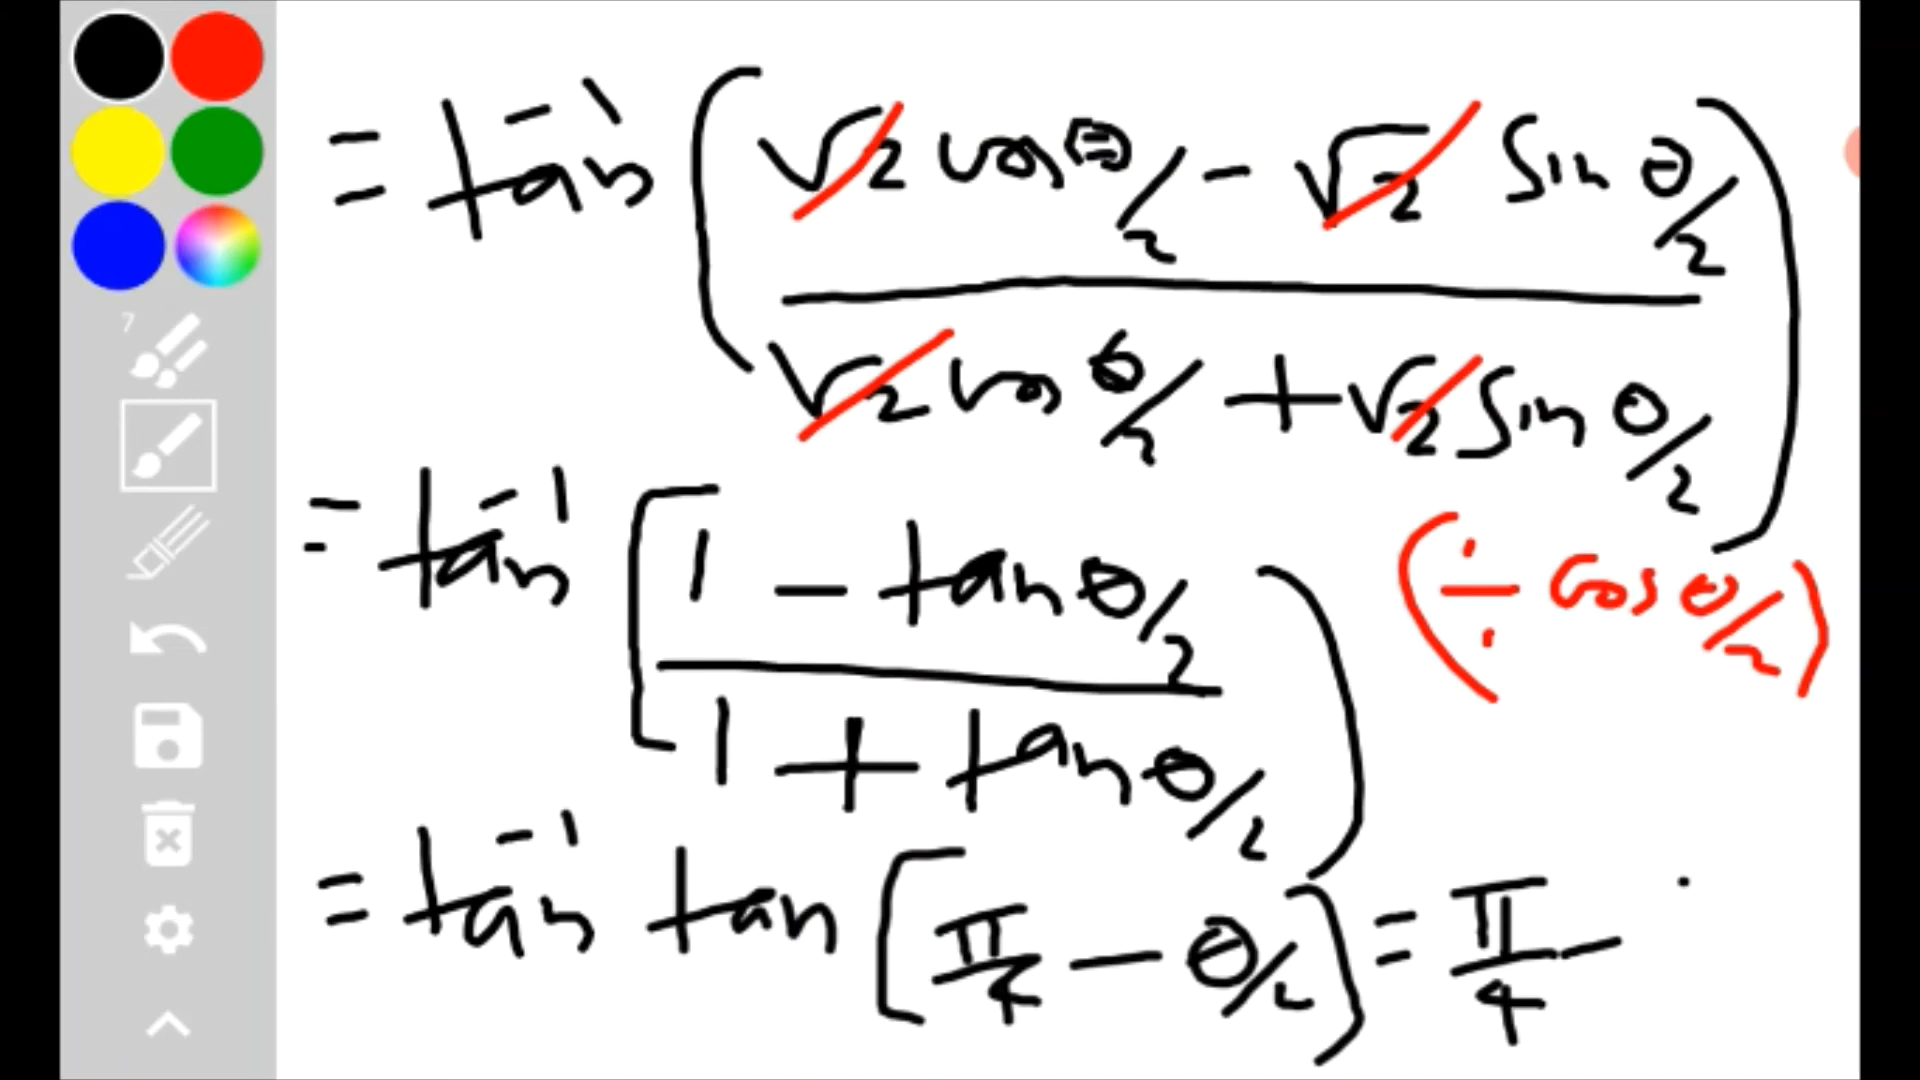 7
= tan⁻¹ ( √2 cos θ/2 - √2 sin θ/2
√2 cos θ/2 + √2 sin θ/2 )
= tan⁻¹ [ 1 - tan θ/2
1 + tan θ/2 )
(÷ cos θ/2)
= tan⁻¹ tan [ π/4 - θ/2 ) = π/4 -